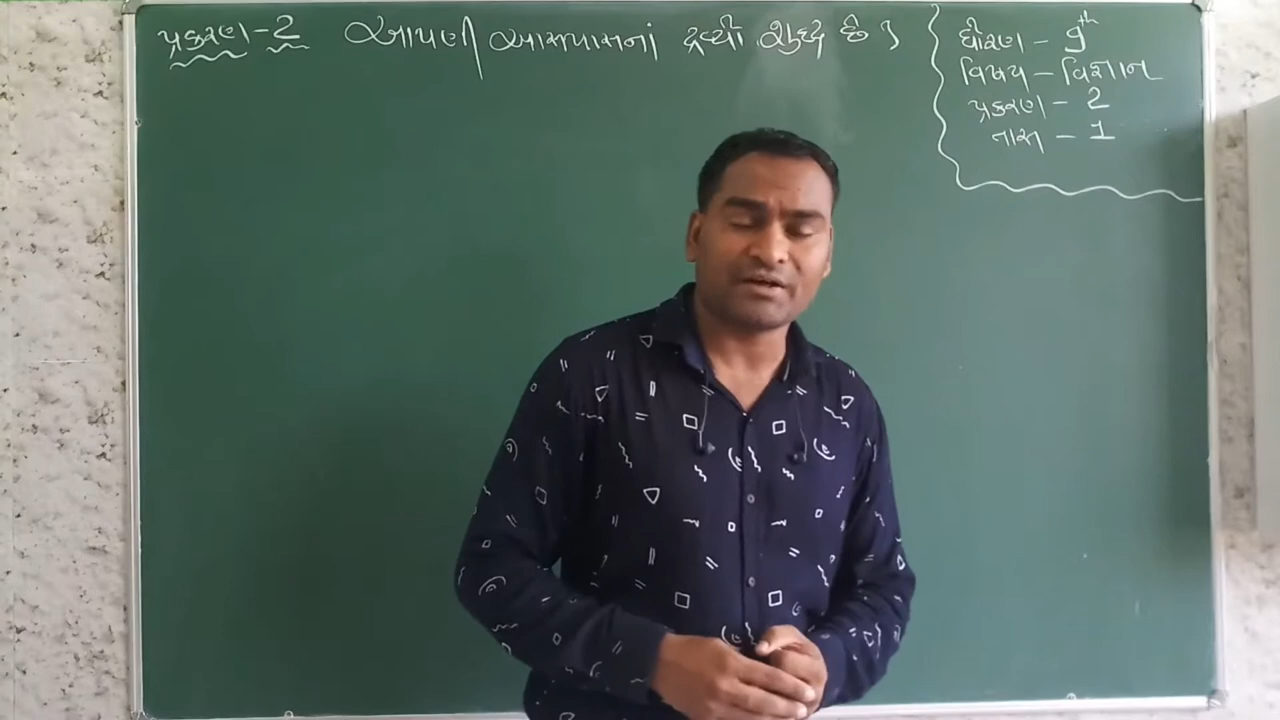 પ્રકરણ-2 આપણી આસપાસનાં દ્રવ્યો શુદ્ધ છે ?
ધોરણ - 9th
વિષય - વિજ્ઞાન
પ્રકરણ - 2
તાસ - 1